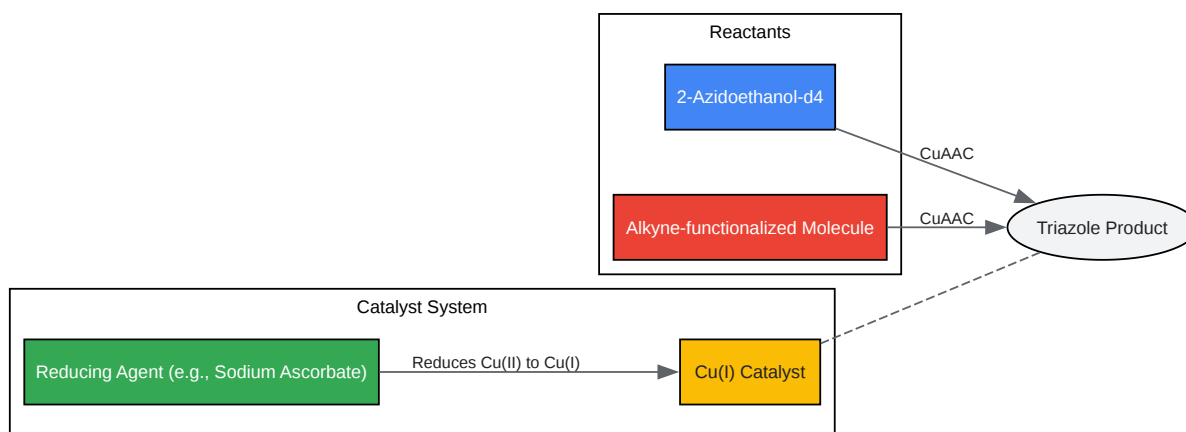 Reactants
2-Azidoethanol-d4
CuAAC
Alkyne-functionalized Molecule
CuAAC
Triazole Product
Catalyst System
Reducing Agent (e.g., Sodium Ascorbate)
Reduces Cu(II) to Cu(I)
Cu(I) Catalyst